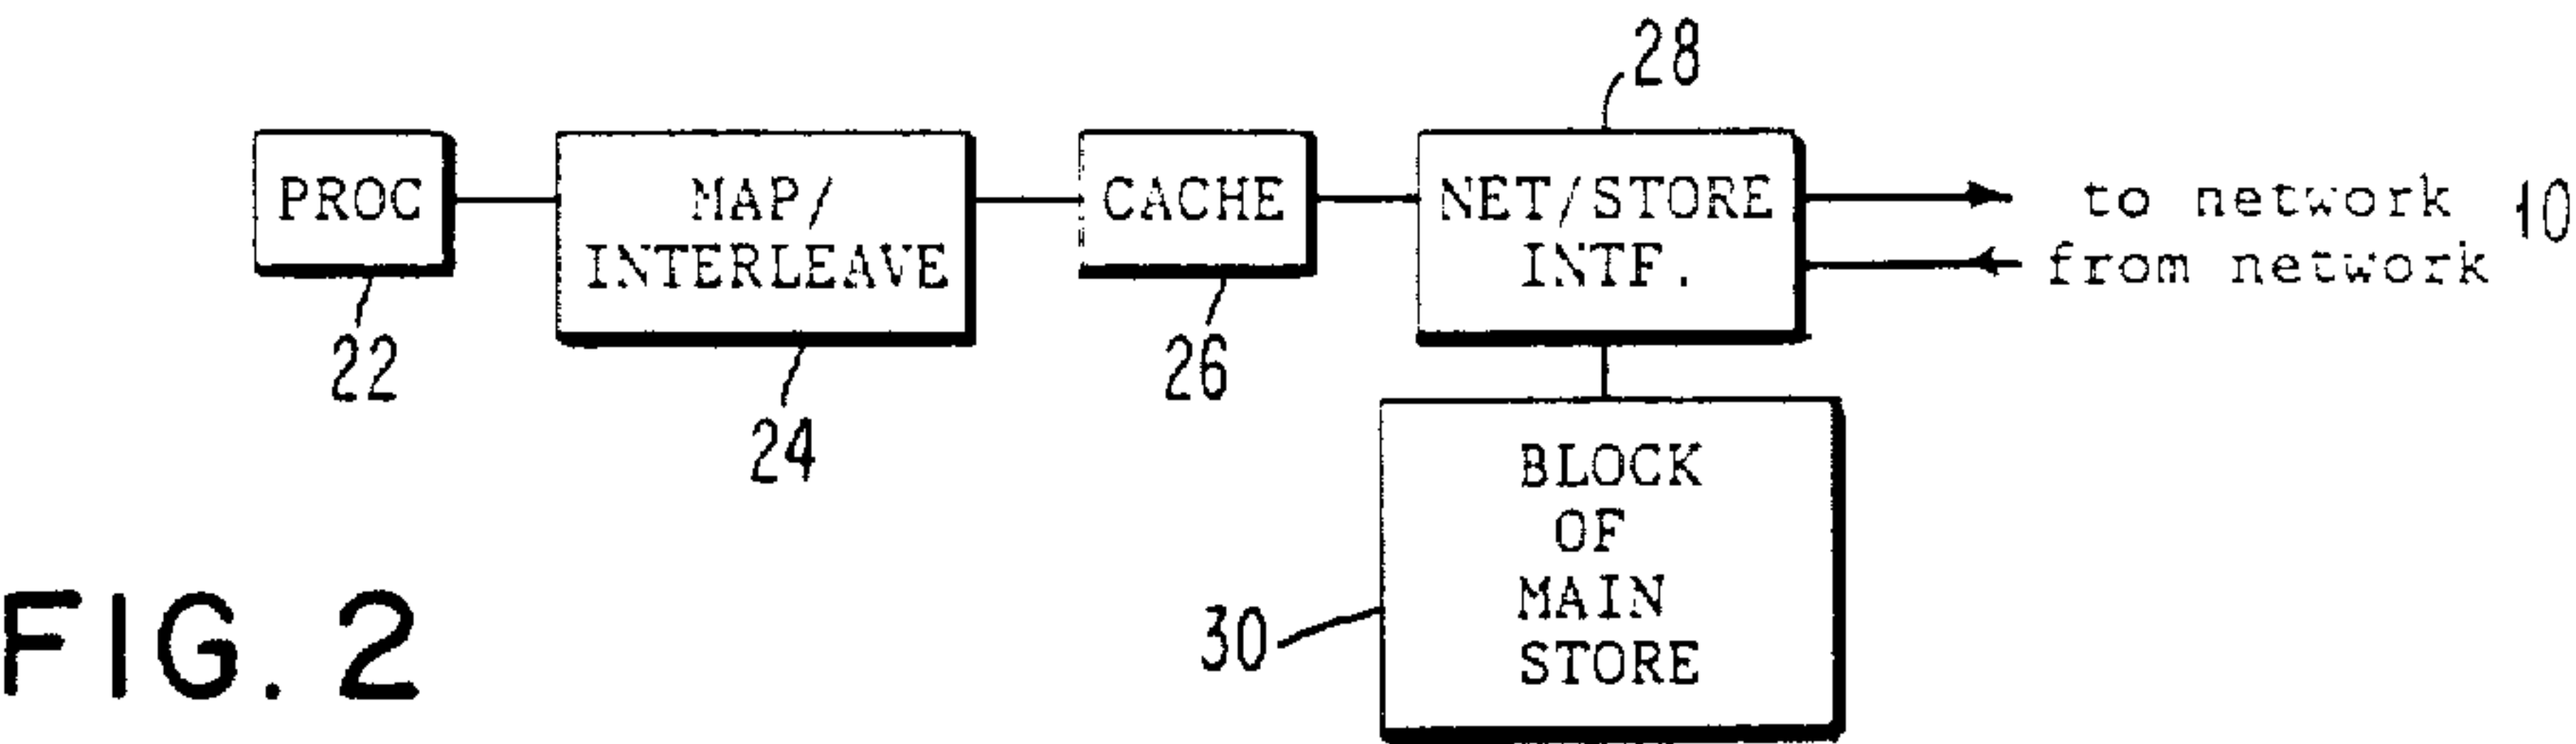 28
PROC
MAP/
INTERLEAVE
CACHE
NET/STORE
INTF.
to network 10
from network
22
24
26
BLOCK
OF
MAIN
STORE
30
FIG. 2